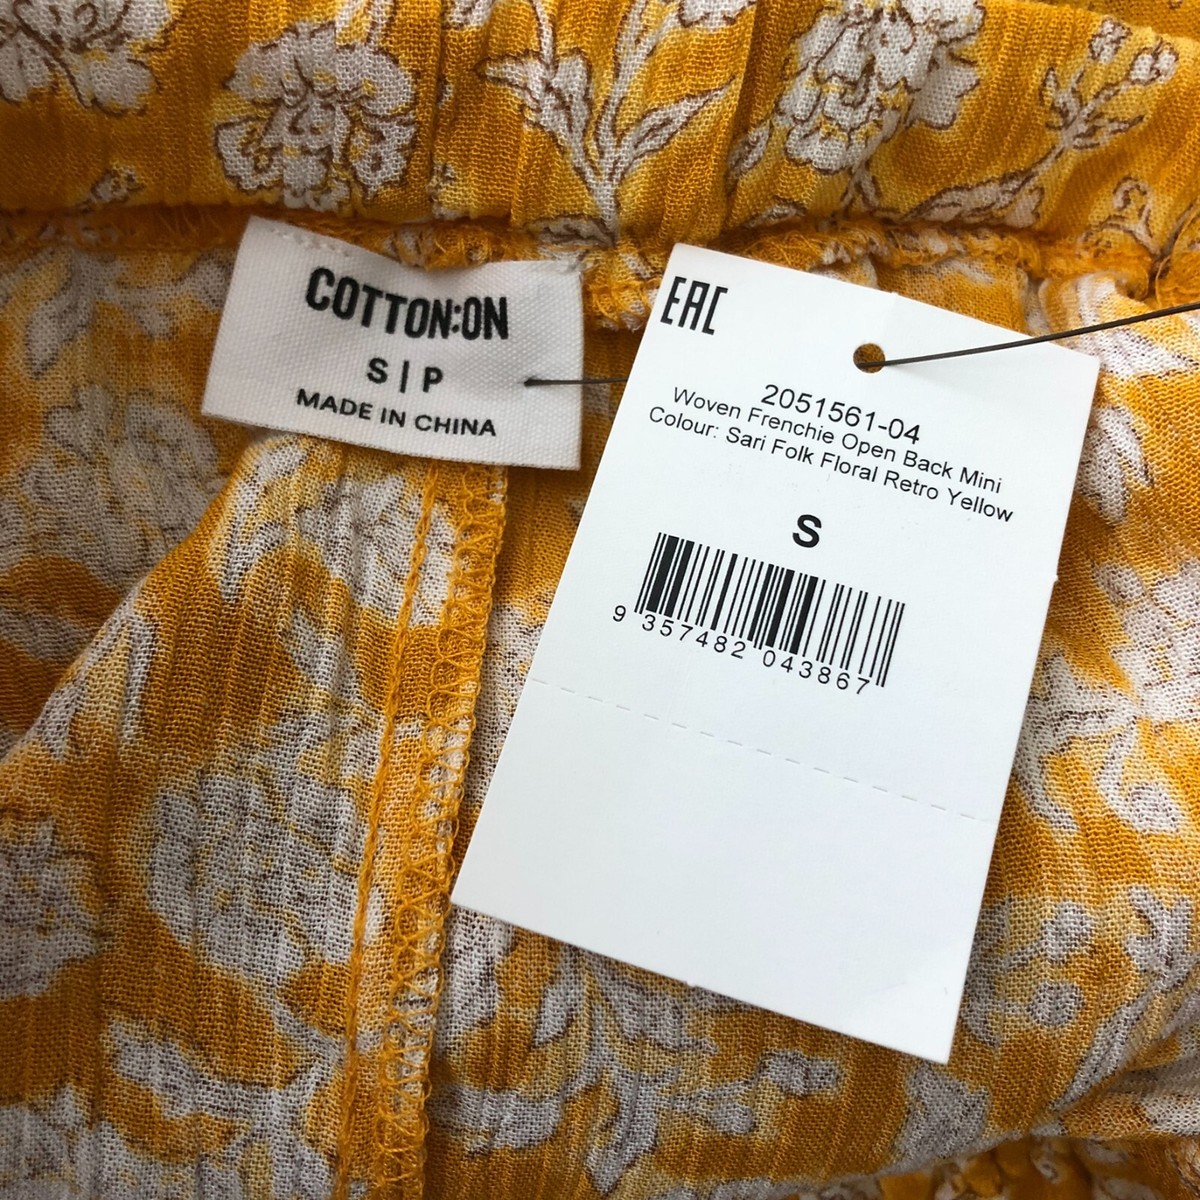 COTTON:ON
S|P
MADE IN CHINA
EAC
2051561-04
Woven Frenchie Open Back Mini
Colour: Sari Folk Floral Retro Yellow
S
9 357482 043867